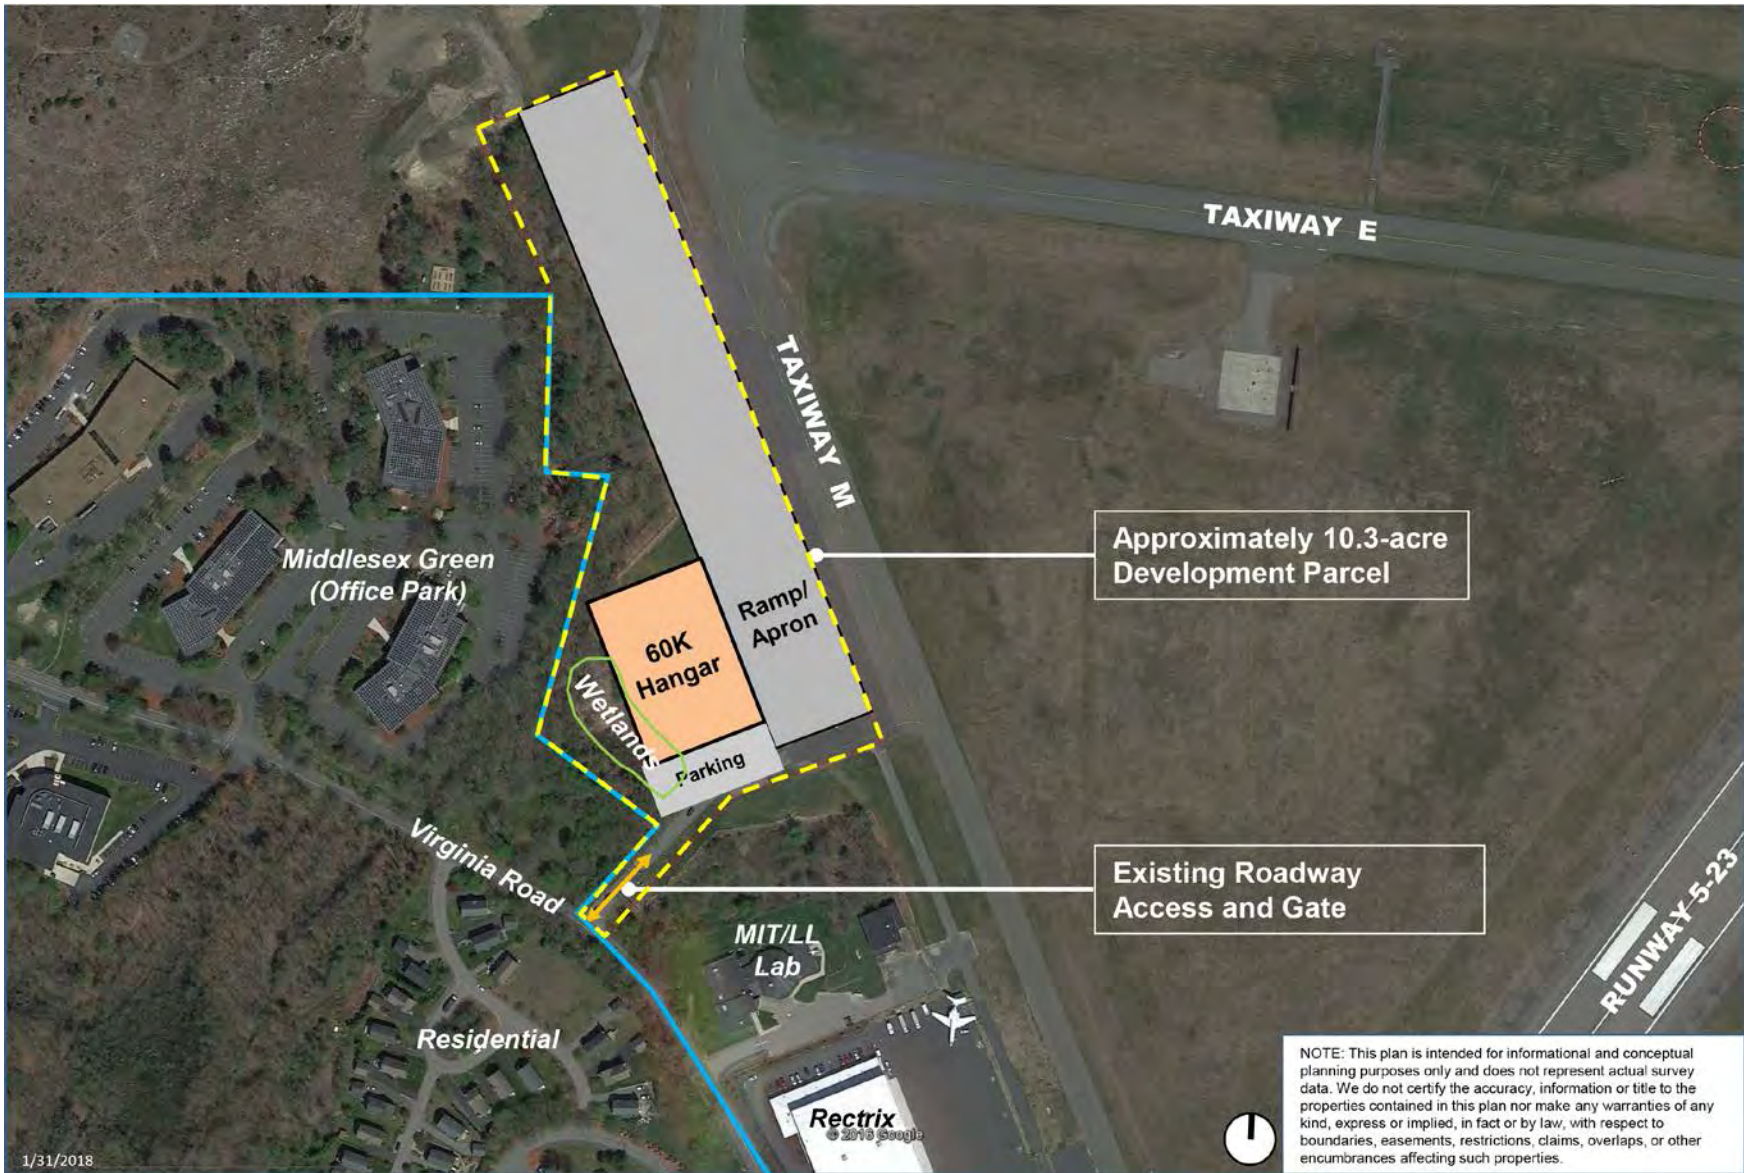 TAXIWAY E
TAXIWAY M
Approximately 10.3-acre
Development Parcel
Middlesex Green
(Office Park)
Ramp/
Apron
60K
Hangar
Wetlands
Parking
Virginia Road
Existing Roadway
Access and Gate
RUNWAY 5-23
MIT/LL
Lab
Residential
Rectrix
© 2016 Google
NOTE: This plan is intended for informational and conceptual
planning purposes only and does not represent actual survey
data. We do not certify the accuracy, information or title to the
properties contained in this plan nor make any warranties of any
kind, express or implied, in fact or by law, with respect to
boundaries, easements, restrictions, claims, overlaps, or other
encumbrances affecting such properties.
1/31/2018